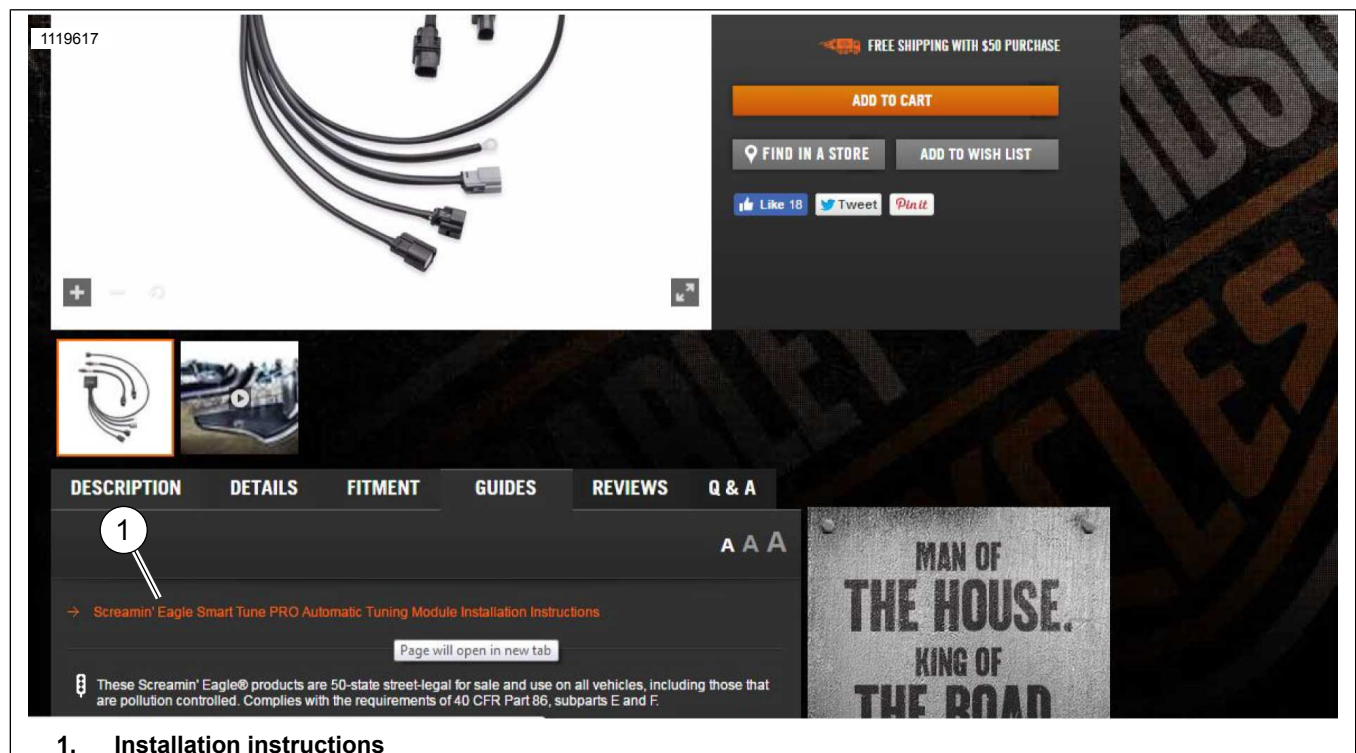 1119617
FREE SHIPPING WITH $50 PURCHASE
ADD TO CART
FIND IN A STORE
ADD TO WISH LIST
Like 18
Tweet
Pin it
DESCRIPTION
DETAILS
FITMENT
GUIDES
REVIEWS
Q & A
1
A A A
Screamin' Eagle Smart Tune PRO Automatic Tuning Module Installation Instructions
Page will open in new tab
These Screamin' Eagle® products are 50-state street-legal for sale and use on all vehicles, including those that
are pollution controlled. Complies with the requirements of 40 CFR Part 86, subparts E and F.
MAN OF
THE HOUSE.
KING OF
THE ROAD
1. Installation instructions